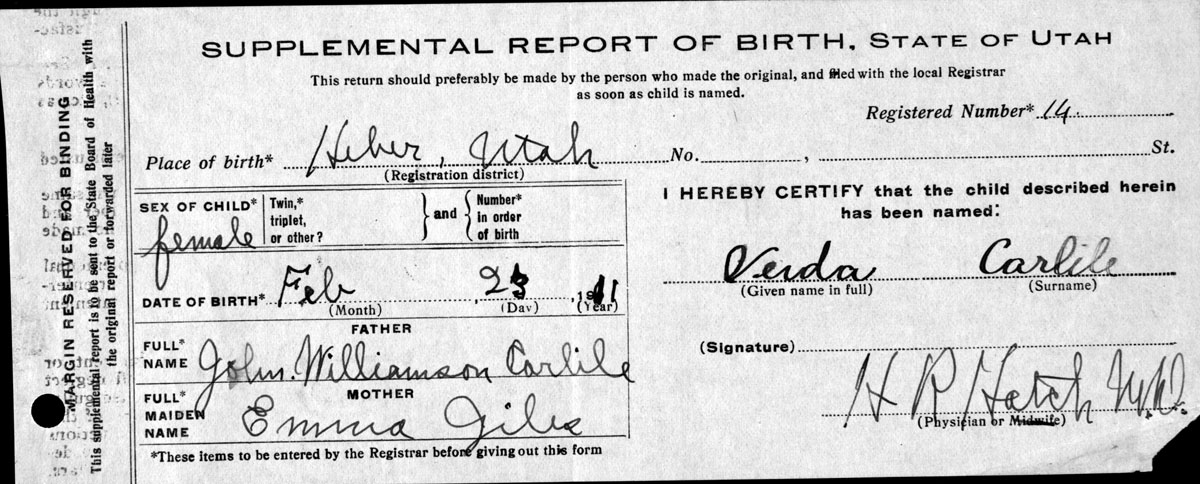 SUPPLEMENTAL REPORT OF BIRTH, STATE OF UTAH
This return should preferably be made by the person who made the original, and filed with the local Registrar
as soon as child is named.
Registered Number* 14
Place of birth* Heber, Utah No. , St.
(Registration district)
SEX OF CHILD* female
Twin,* triplet, or other?
and
Number* in order of birth
DATE OF BIRTH* Feb , 23 , 1911
(Month) (Day) (Year)
FATHER
FULL* NAME John Williamson Carlile
MOTHER
FULL* MAIDEN NAME Emma Giles
*These items to be entered by the Registrar before giving out this form
I HEREBY CERTIFY that the child described herein
has been named:
Verda Carlile
(Given name in full) (Surname)
(Signature)
H R Hatch M.D.
(Physician or Midwife)
MARGIN RESERVED FOR BINDING
This supplemental report is to be sent to the State Board of Health with
the original report or forwarded later